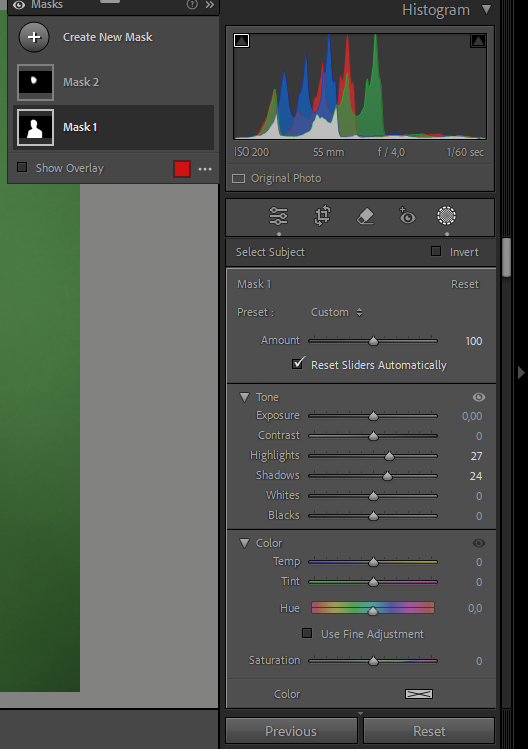 Masks
Histogram
Create New Mask
Mask 2
Mask 1
Show Overlay
ISO 200 55 mm f / 4,0 1/60 sec
Original Photo
Select Subject Invert
Mask 1 Reset
Preset : Custom
Amount 100
Reset Sliders Automatically
Tone
Exposure 0,00
Contrast 0
Highlights 27
Shadows 24
Whites 0
Blacks 0
Color
Temp 0
Tint 0
Hue 0,0
Use Fine Adjustment
Saturation 0
Color
Previous Reset